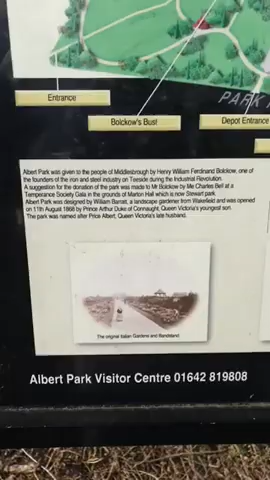 PARK
Entrance
Bolckow's Bust
Depot Entrance
Albert Park was given to the people of Middlesbrough by Henry William Ferdinand Bolckow, one of
the founders of the iron and steel industry on Teeside during the Industrial Revolution.
A suggestion for the donation of the park was made to Mr Bolckow by Me Charles Bell at a
Temperance Society Gala in the grounds of Marton Hall which is now Stewart park.
Albert Park was designed by William Barratt, a landscape gardener from Wakefield and was opened
on 11th August 1868 by Prince Arthur Duke of Connaught, Queen Victoria's youngest son.
The park was named after Price Albert, Queen Victoria's late husband.
The original Italian Gardens and Bandstand
Albert Park Visitor Centre 01642 819808